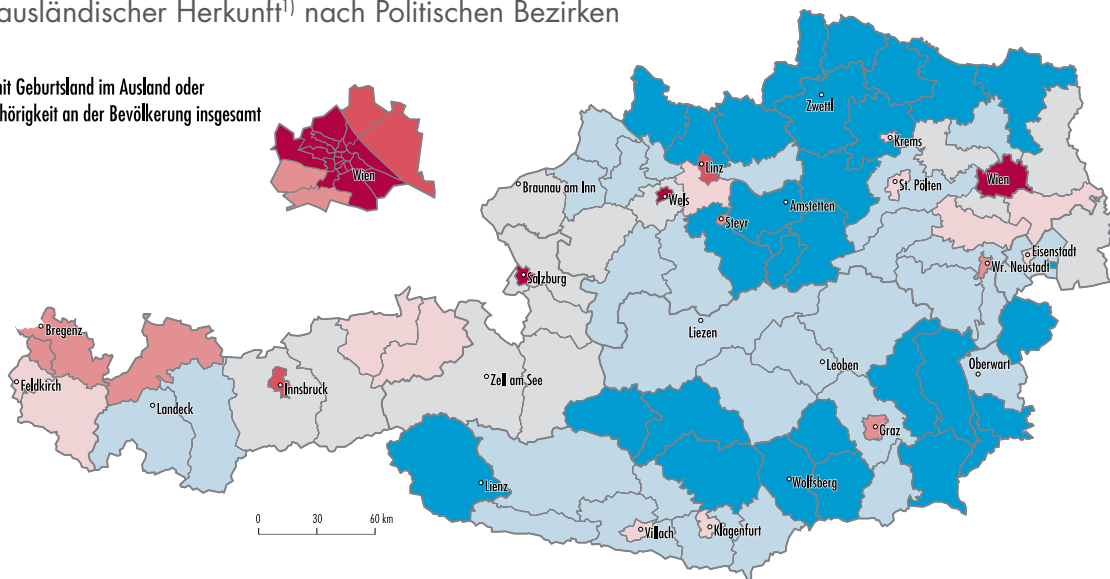 ausländischer Herkunft¹⁾ nach Politischen Bezirken
mit Geburtsland im Ausland oder
hörigkeit an der Bevölkerung insgesamt
Wien
Zwettl
Krems
Linz
Wien
St. Pölten
Braunau am Inn
Wels
Amstetten
Steyr
Eisenstadt
Wr. Neustadt
Salzburg
Bregenz
Liezen
Leoben
Oberwart
Feldkirch
Innsbruck
Zell am See
Landeck
Graz
Lienz
Wolfsberg
0 30 60 km
Villach
Klagenfurt